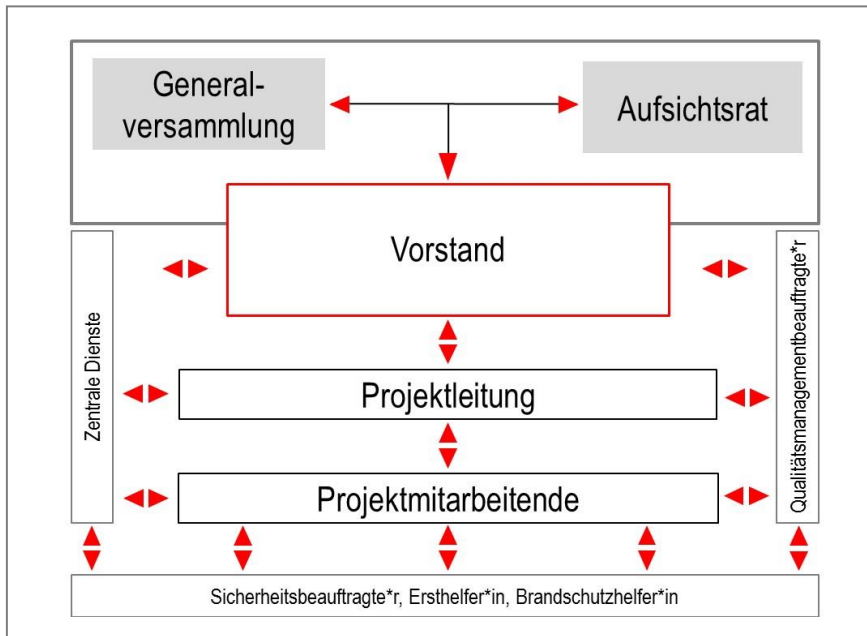 General-
versammlung
Aufsichtsrat
Vorstand
Zentrale Dienste
Qualitätsmanagementbeauftragte*r
Projektleitung
Projektmitarbeitende
Sicherheitsbeauftragte*r, Ersthelfer*in, Brandschutzhelfer*in